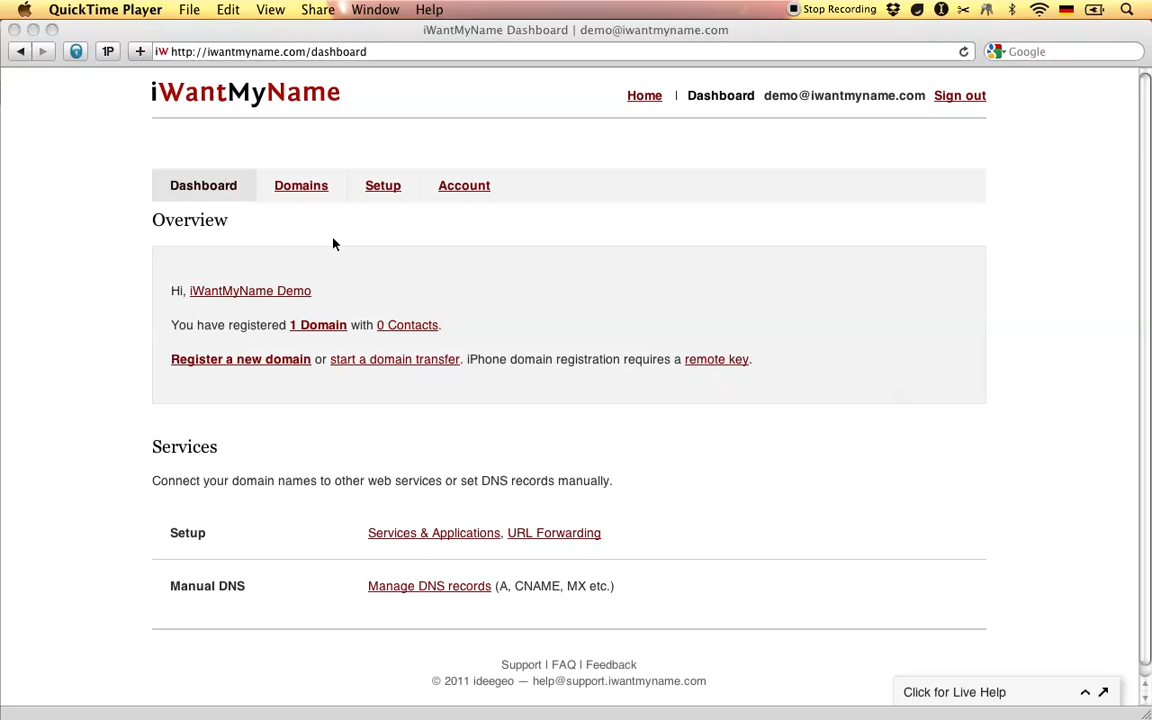 QuickTime Player File Edit View Share Window Help Stop Recording
iWantMyName Dashboard | demo@iwantmyname.com
1P + iW http://iwantmyname.com/dashboard Google
iWantMyName
Home | Dashboard demo@iwantmyname.com Sign out
Dashboard Domains Setup Account
Overview
Hi, iWantMyName Demo
You have registered 1 Domain with 0 Contacts.
Register a new domain or start a domain transfer. iPhone domain registration requires a remote key.
Services
Connect your domain names to other web services or set DNS records manually.
Setup Services & Applications, URL Forwarding
Manual DNS Manage DNS records (A, CNAME, MX etc.)
Support | FAQ | Feedback
© 2011 ideegeo — help@support.iwantmyname.com
Click for Live Help